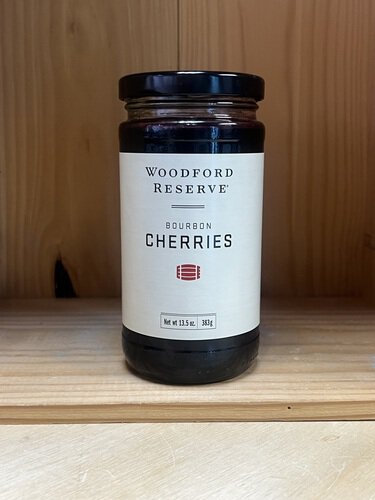 WOODFORD
RESERVE®
BOURBON
CHERRIES
Net wt 13.5 oz. 383g